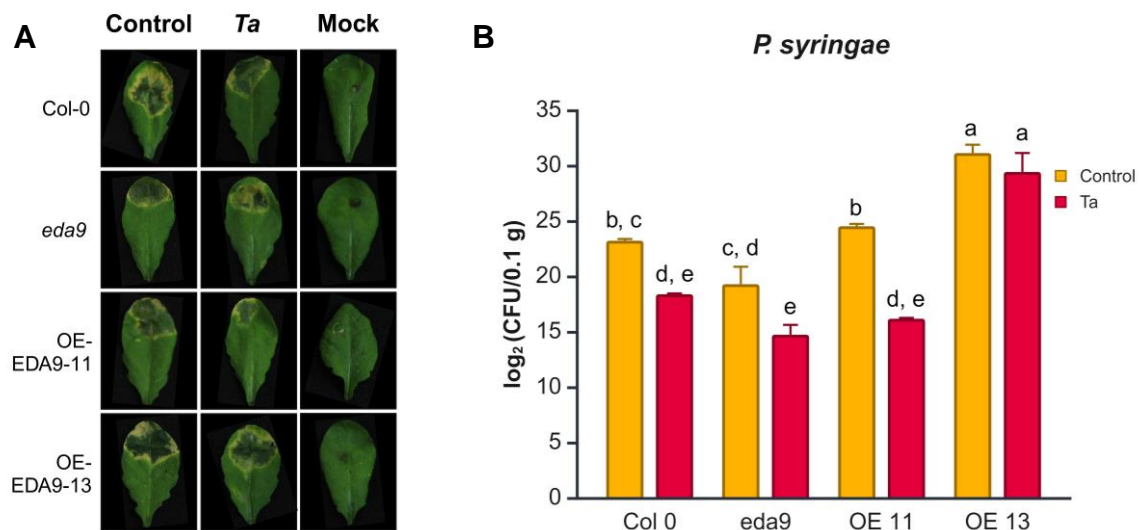 A
Control Ta Mock
Col-0
eda9
OE-
EDA9-11
OE-
EDA9-13
B
P. syringae
log₂ (CFU/0.1 g)
35
30
25
20
15
10
5
0
b, c
d, e
c, d
e
b
d, e
a
a
Control
Ta
Col 0 eda9 OE 11 OE 13